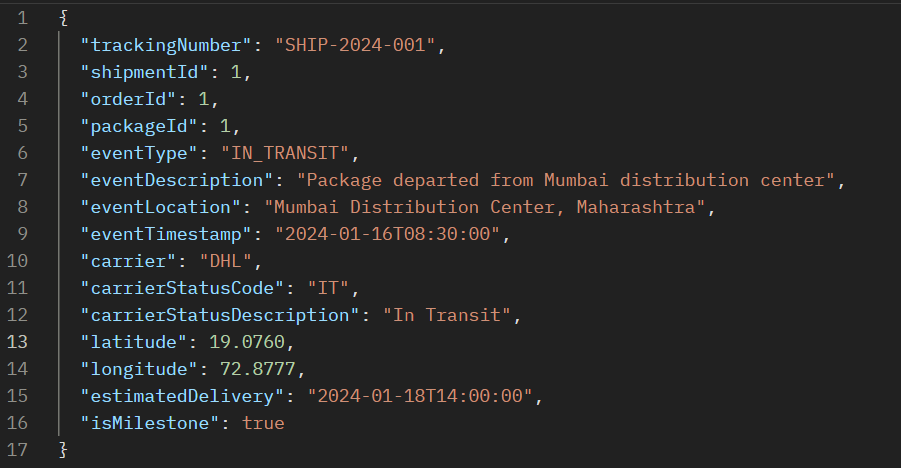 1 {
2 "trackingNumber": "SHIP-2024-001",
3 "shipmentId": 1,
4 "orderId": 1,
5 "packageId": 1,
6 "eventType": "IN_TRANSIT",
7 "eventDescription": "Package departed from Mumbai distribution center",
8 "eventLocation": "Mumbai Distribution Center, Maharashtra",
9 "eventTimestamp": "2024-01-16T08:30:00",
10 "carrier": "DHL",
11 "carrierStatusCode": "IT",
12 "carrierStatusDescription": "In Transit",
13 "latitude": 19.0760,
14 "longitude": 72.8777,
15 "estimatedDelivery": "2024-01-18T14:00:00",
16 "isMilestone": true
17 }